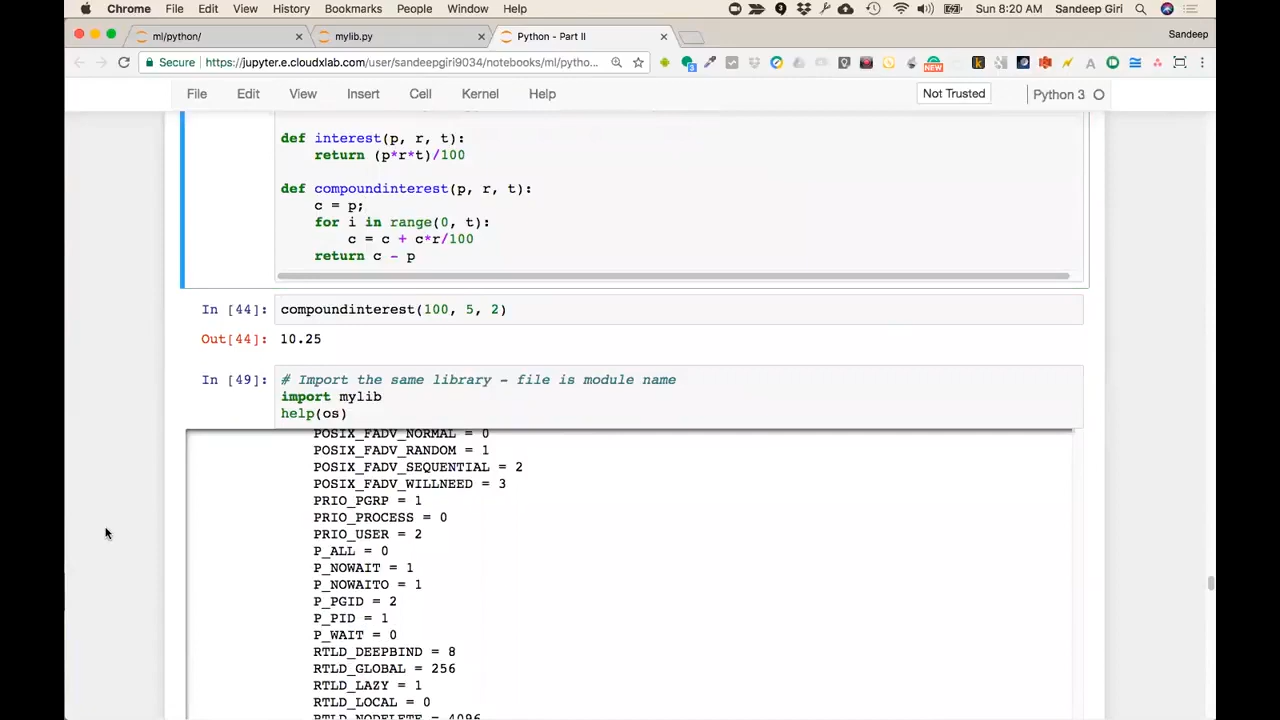 Chrome File Edit View History Bookmarks People Window Help Sun 8:20 AM Sandeep Giri
ml/python/ mylib.py Python - Part II Sandeep
Secure https://jupyter.e.cloudxlab.com/user/sandeepgiri9034/notebooks/ml/pytho...
File Edit View Insert Cell Kernel Help Not Trusted Python 3
def interest(p, r, t):
return (p*r*t)/100
def compoundinterest(p, r, t):
c = p;
for i in range(0, t):
c = c + c*r/100
return c - p
In [44]: compoundinterest(100, 5, 2)
Out[44]: 10.25
In [49]: # Import the same library - file is module name
import mylib
help(os)
POSIX_FADV_NORMAL = 0
POSIX_FADV_RANDOM = 1
POSIX_FADV_SEQUENTIAL = 2
POSIX_FADV_WILLNEED = 3
PRIO_PGRP = 1
PRIO_PROCESS = 0
PRIO_USER = 2
P_ALL = 0
P_NOWAIT = 1
P_NOWAITO = 1
P_PGID = 2
P_PID = 1
P_WAIT = 0
RTLD_DEEPBIND = 8
RTLD_GLOBAL = 256
RTLD_LAZY = 1
RTLD_LOCAL = 0
RTLD_NODELETE = 4096